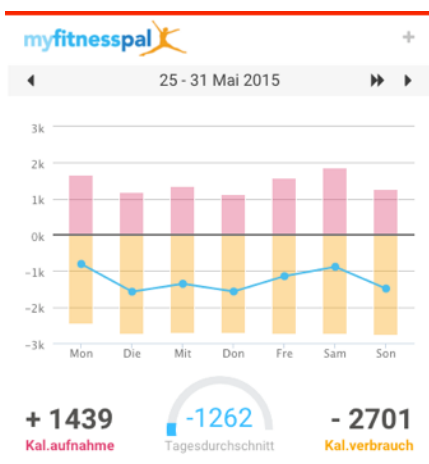 myfitnesspal
+
25 - 31 Mai 2015
3k
2k
1k
0k
-1k
-2k
-3k
Mon Die Mit Don Fre Sam Son
+ 1439 -1262 - 2701
Kal.aufnahme Tagesdurchschnitt Kal.verbrauch